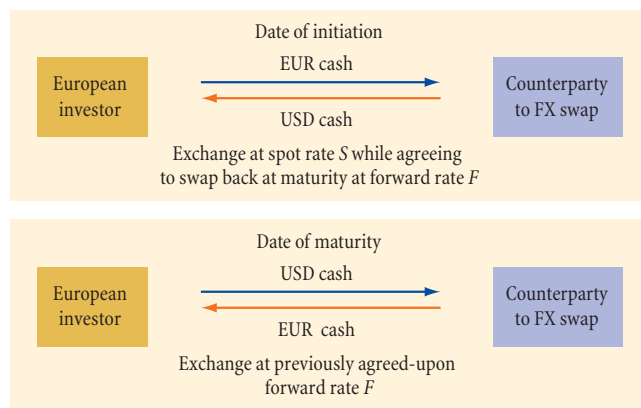 Date of initiation
EUR cash
European
investor
Counterparty
to FX swap
USD cash
Exchange at spot rate S while agreeing
to swap back at maturity at forward rate F
Date of maturity
USD cash
European
investor
Counterparty
to FX swap
EUR cash
Exchange at previously agreed-upon
forward rate F